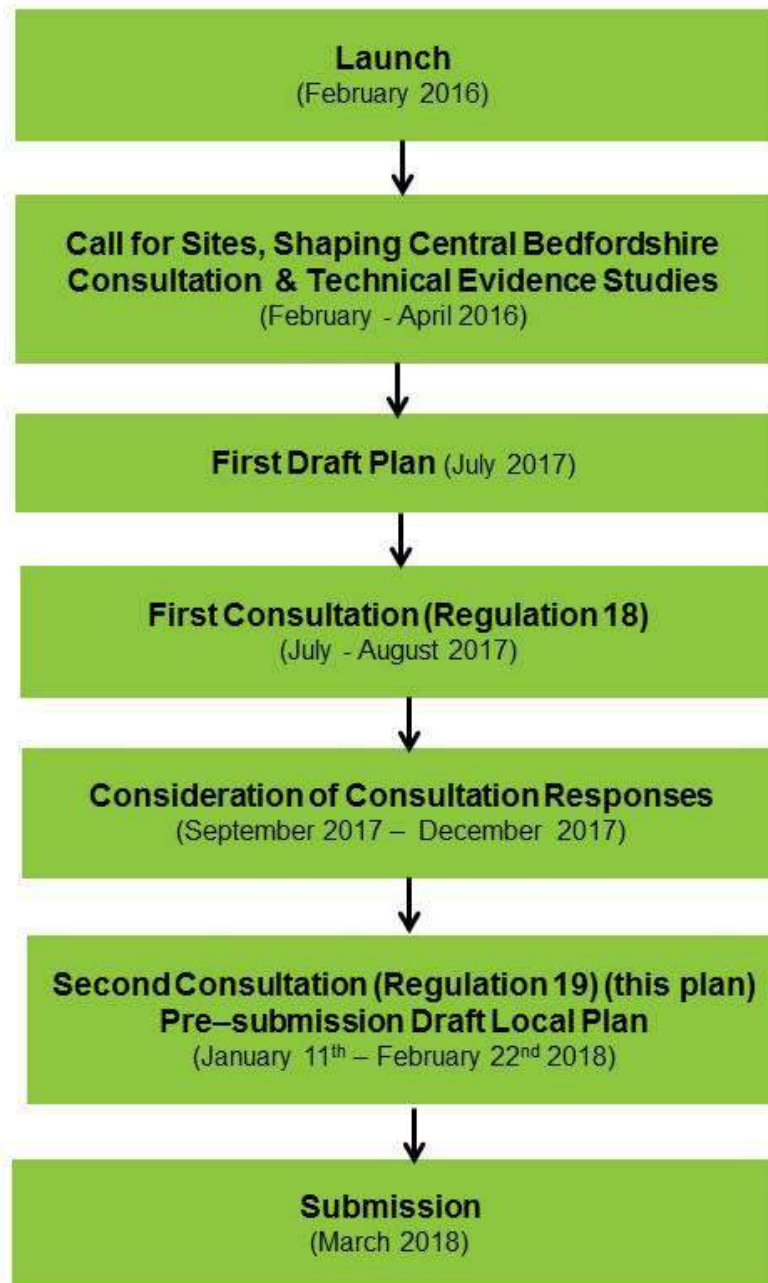 Launch
(February 2016)
Call for Sites, Shaping Central Bedfordshire
Consultation & Technical Evidence Studies
(February - April 2016)
First Draft Plan (July 2017)
First Consultation (Regulation 18)
(July - August 2017)
Consideration of Consultation Responses
(September 2017 – December 2017)
Second Consultation (Regulation 19) (this plan)
Pre–submission Draft Local Plan
(January 11th – February 22nd 2018)
Submission
(March 2018)